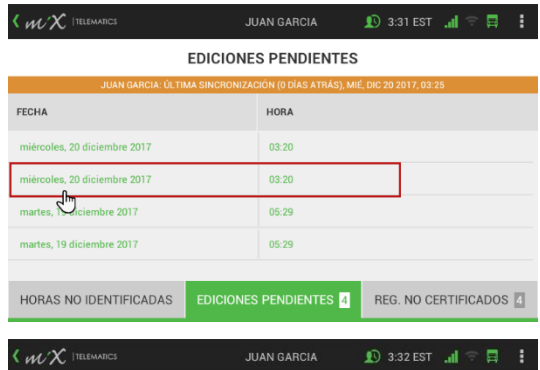 MiX TELEMATICS JUAN GARCIA 3:31 EST
EDICIONES PENDIENTES
JUAN GARCIA: ÚLTIMA SINCRONIZACIÓN (0 DÍAS ATRÁS), MIÉ, DIC 20 2017, 03:25
FECHA HORA
miércoles, 20 diciembre 2017 03:20
miércoles, 20 diciembre 2017 03:20
martes, 19 diciembre 2017 05:29
martes, 19 diciembre 2017 05:29
HORAS NO IDENTIFICADAS EDICIONES PENDIENTES 4 REG. NO CERTIFICADOS 4
MiX TELEMATICS JUAN GARCIA 3:32 EST